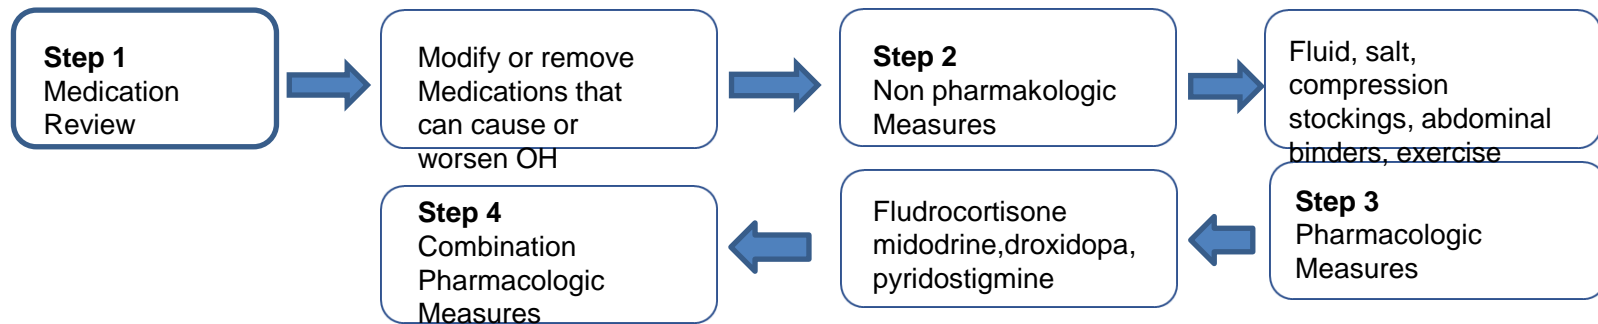 Step 1
Medication
Review
Modify or remove
Medications that
can cause or
worsen OH
Step 2
Non pharmakologic
Measures
Fluid, salt,
compression
stockings, abdominal
binders, exercise
Step 3
Pharmacologic
Measures
Fludrocortisone
midodrine,droxidopa,
pyridostigmine
Step 4
Combination
Pharmacologic
Measures